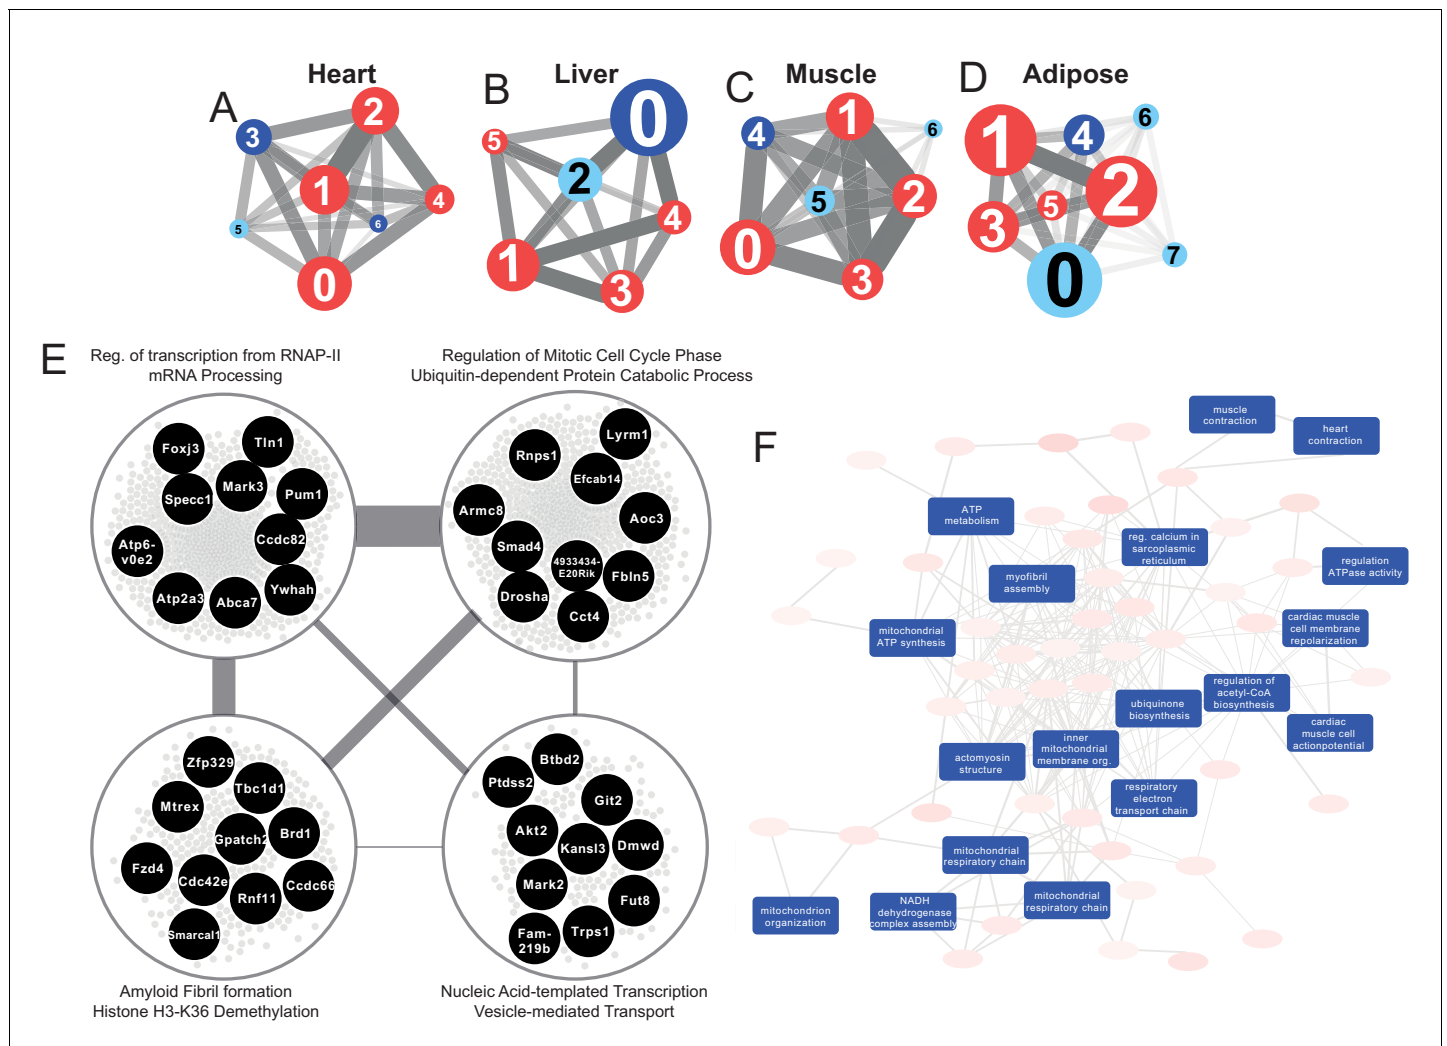 Heart
Liver
Muscle
Adipose
A
B
C
D
2
3
1
4
5
6
0
0
5
2
4
1
3
1
4
6
5
2
0
3
1
4
6
2
5
3
7
0
E
Reg. of transcription from RNAP-II
mRNA Processing
Regulation of Mitotic Cell Cycle Phase
Ubiquitin-dependent Protein Catabolic Process
Foxj3
Tln1
Specc1
Mark3
Pum1
Atp6-
v0e2
Ccdc82
Atp2a3
Abca7
Ywhah
Lyrm1
Rnps1
Efcab14
Armc8
Aoc3
Smad4
4933434-
E20Rik
Fbln5
Drosha
Cct4
Zfp329
Tbc1d1
Mtrex
Gpatch2
Brd1
Fzd4
Cdc42e
Rnf11
Ccdc66
Smarcal1
Btbd2
Ptdss2
Git2
Akt2
Kansl3
Dmwd
Mark2
Fut8
Fam-
219b
Trps1
Amyloid Fibril formation
Histone H3-K36 Demethylation
Nucleic Acid-templated Transcription
Vesicle-mediated Transport
F
muscle
contraction
heart
contraction
ATP
metabolism
reg. calcium in
sarcoplasmic
reticulum
regulation
ATPase activity
myofibril
assembly
mitochondrial
ATP synthesis
cardiac muscle
cell membrane
repolarization
regulation of
acetyl-CoA
biosynthesis
ubiquinone
biosynthesis
cardiac
muscle cell
actionpotential
actomyosin
structure
inner
mitochondrial
membrane org.
respiratory
electron
transport chain
mitochondrial
respiratory chain
mitochondrion
organization
NADH
dehydrogenase
complex assembly
mitochondrial
respiratory chain